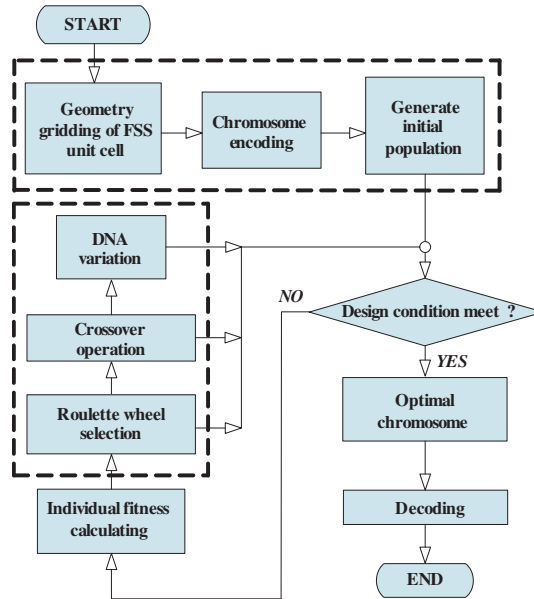 START
Geometry
gridding of FSS
unit cell
Chromosome
encoding
Generate
initial
population
DNA
variation
NO
Design condition meet ?
Crossover
operation
YES
Roulette wheel
selection
Optimal
chromosome
Individual fitness
calculating
Decoding
END